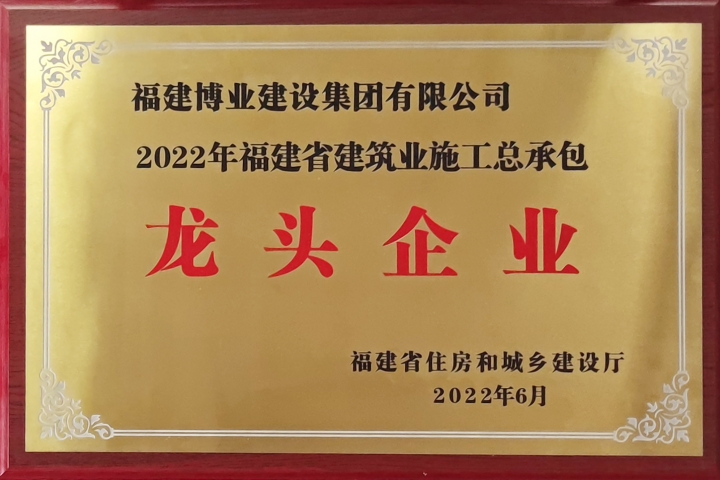 福建博业建设集团有限公司
2022年福建省建筑业施工总承包
龙头企业
福建省住房和城乡建设厅
2022年6月